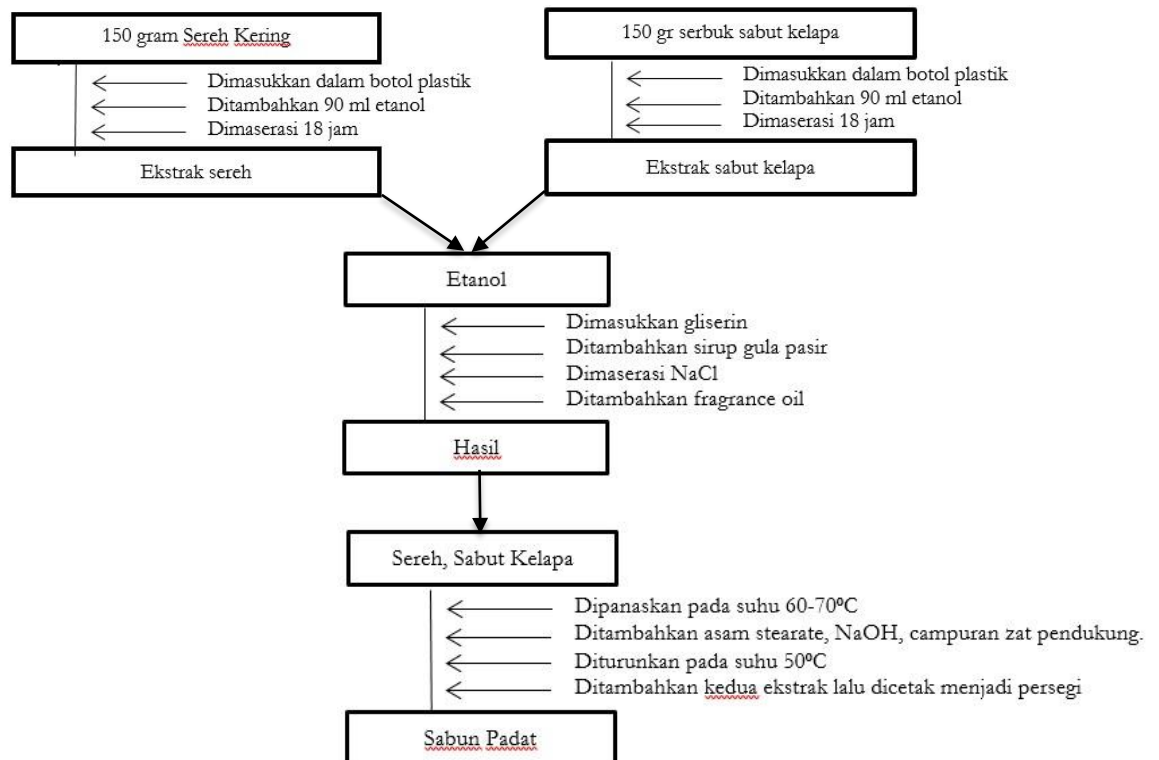 150 gram Sereh Kering
Dimasukkan dalam botol plastik
Ditambahkan 90 ml etanol
Dimaserasi 18 jam
Ekstrak sereh
150 gr serbuk sabut kelapa
Dimasukkan dalam botol plastik
Ditambahkan 90 ml etanol
Dimaserasi 18 jam
Ekstrak sabut kelapa
Etanol
Dimasukkan gliserin
Ditambahkan sirup gula pasir
Dimaserasi NaCl
Ditambahkan fragrance oil
Hasil
Sereh, Sabut Kelapa
Dipanaskan pada suhu 60-70⁰C
Ditambahkan asam stearate, NaOH, campuran zat pendukung.
Diturunkan pada suhu 50⁰C
Ditambahkan kedua ekstrak lalu dicetak menjadi persegi
Sabun Padat